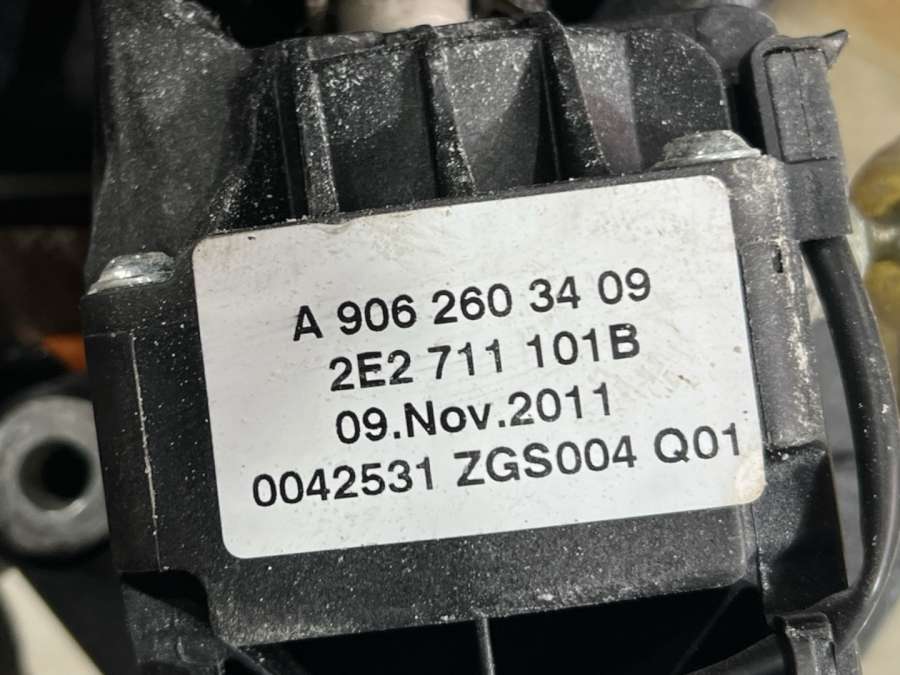 A 906 260 34 09
2E2 711 101B
09.Nov.2011
0042531 ZGS004 Q01